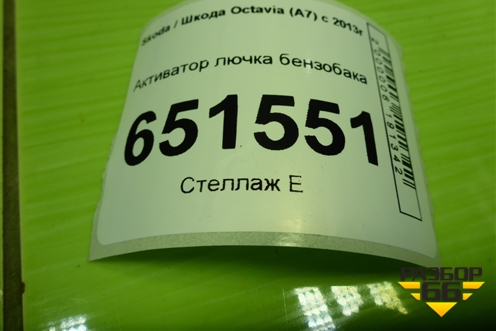 Skoda / Шкода Octavia (A7) с 2013г
Активатор лючка бензобака
651551
Стеллаж Е
РАЗБОР
66